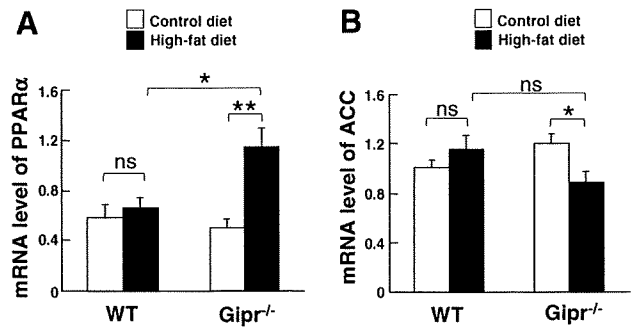 A
Control diet
High-fat diet
mRNA level of PPARα
1.6
1.2
0.8
0.4
0
ns
*
**
WT
Gipr-/-
B
Control diet
High-fat diet
mRNA level of ACC
1.6
1.2
0.8
0.4
0
ns
ns
*
WT
Gipr-/-